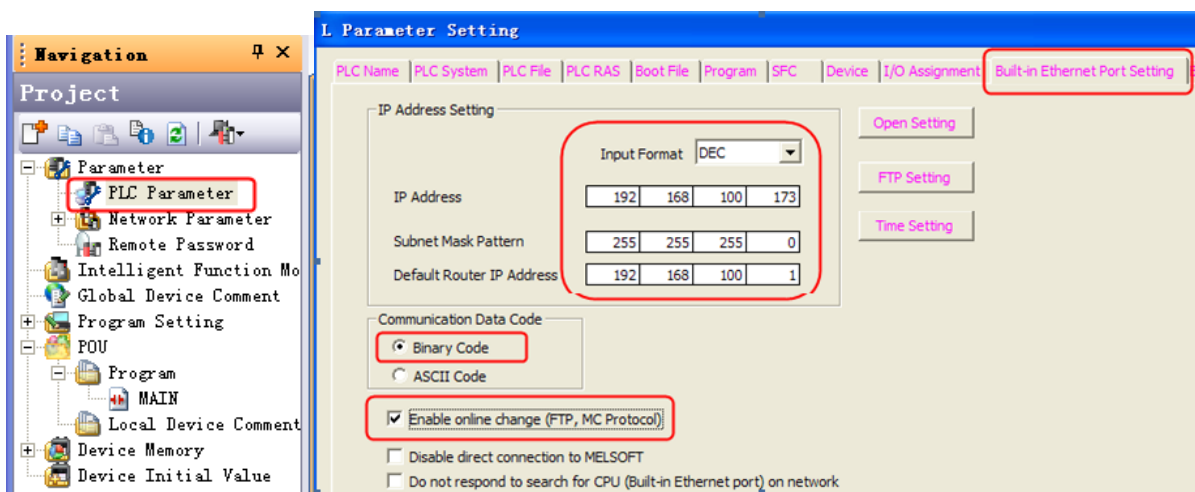 Navigation
Project
Parameter
PLC Parameter
Network Parameter
Remote Password
Intelligent Function Mo
Global Device Comment
Program Setting
POU
Program
MAIN
Local Device Comment
Device Memory
Device Initial Value
L Parameter Setting
PLC Name PLC System PLC File PLC RAS Boot File Program SFC Device I/O Assignment Built-in Ethernet Port Setting
IP Address Setting
Input Format DEC
IP Address 192 168 100 173
Subnet Mask Pattern 255 255 255 0
Default Router IP Address 192 168 100 1
Open Setting
FTP Setting
Time Setting
Communication Data Code
Binary Code
ASCII Code
Enable online change (FTP, MC Protocol)
Disable direct connection to MELSOFT
Do not respond to search for CPU (Built-in Ethernet port) on network